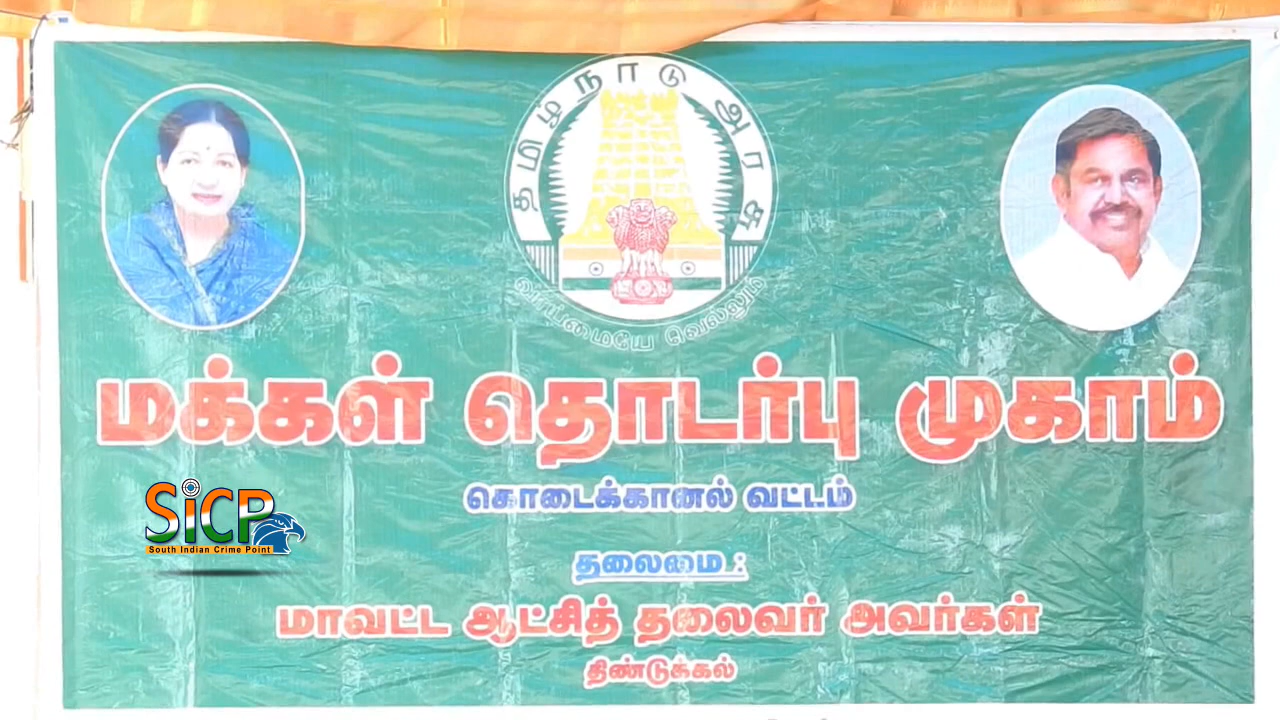 தமிழ்நாடு அரசு
வாய்மையே வெல்லும்
மக்கள் தொடர்பு முகாம்
கொடைக்கானல் வட்டம்
SiCP
South Indian Crime Point
தலைமை :
மாவட்ட ஆட்சித் தலைவர் அவர்கள்
திண்டுக்கல்